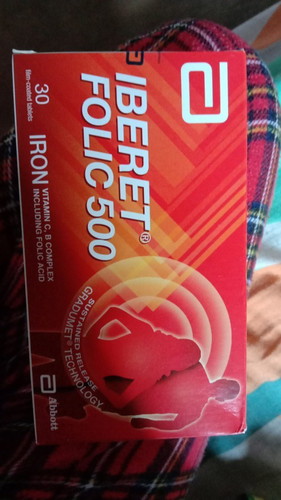 IBERET®
FOLIC 500
30
film-coated tablets
IRON
VITAMIN C, B COMPLEX
INCLUDING FOLIC ACID
SUSTAINED RELEASE
GRADUMET® TECHNOLOGY
Abbott